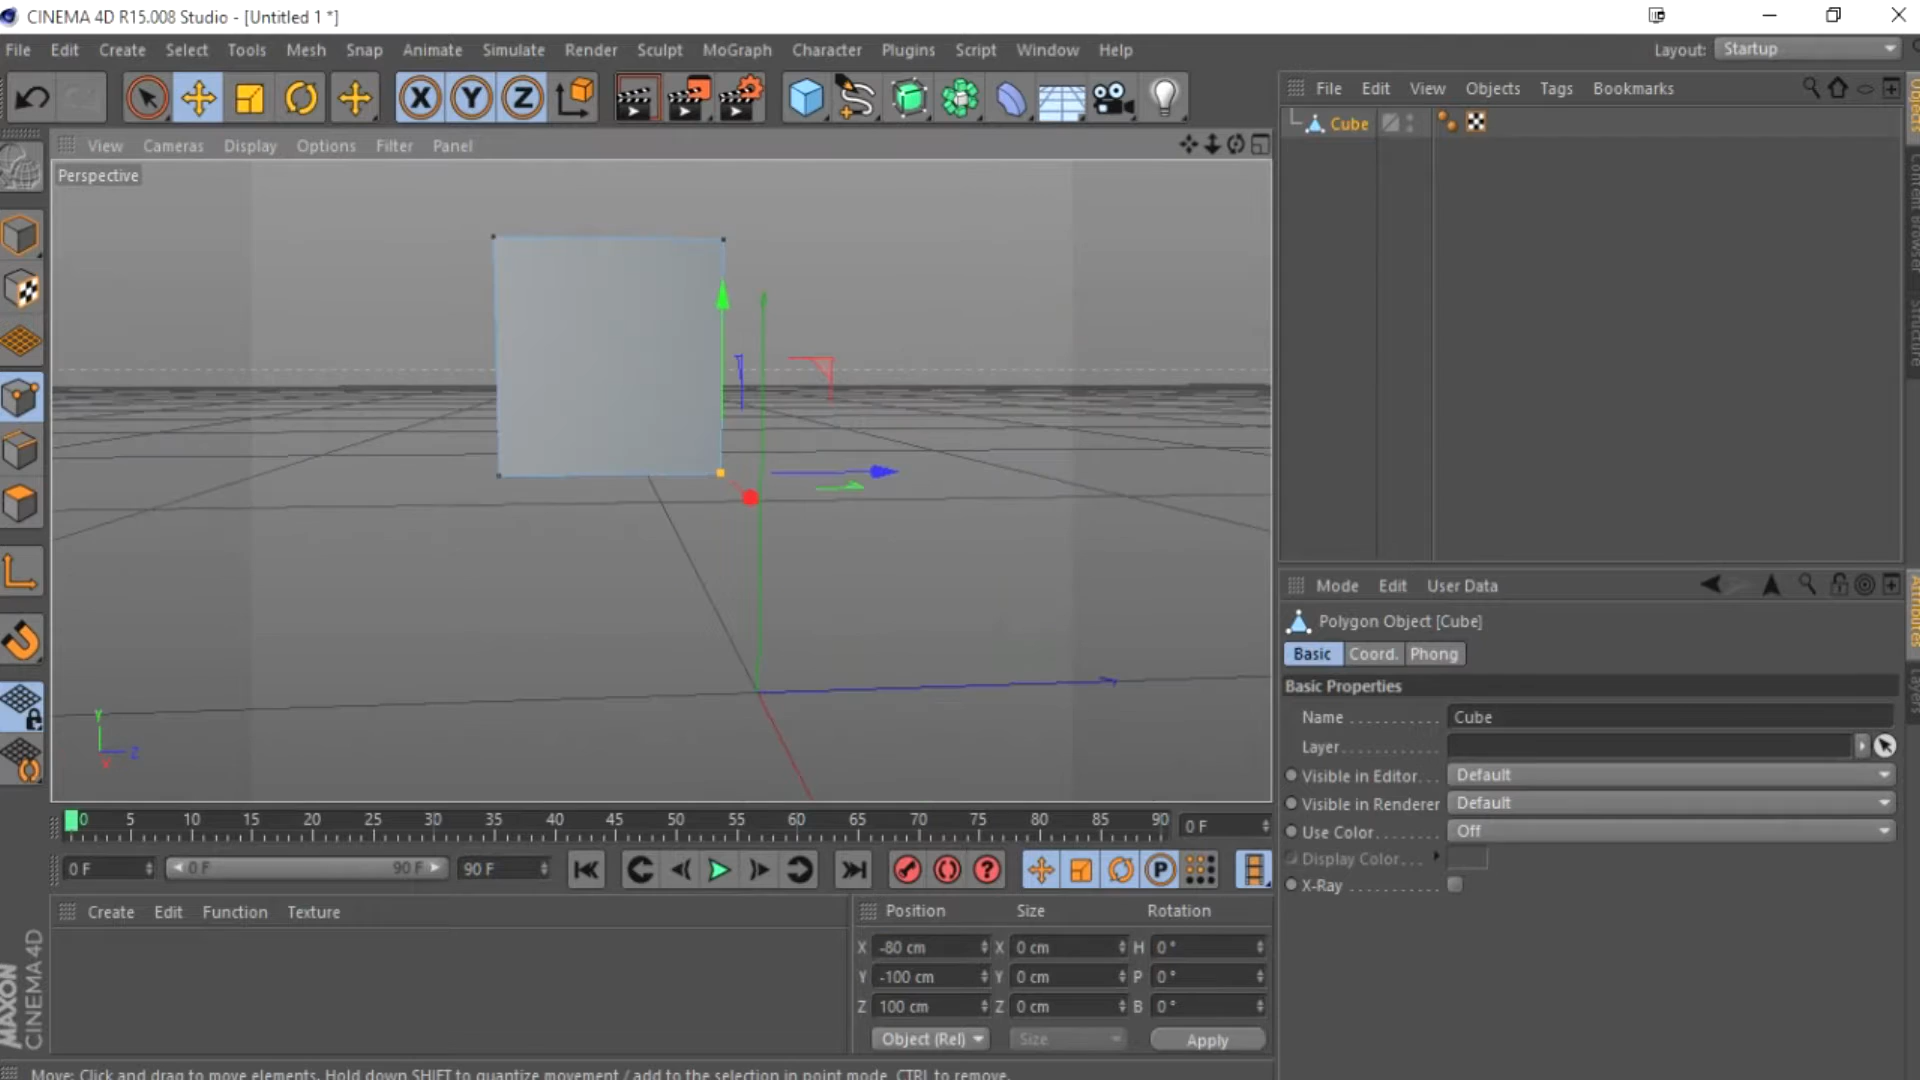 CINEMA 4D R15.008 Studio - [Untitled 1 *]
File Edit Create Select Tools Mesh Snap Animate Simulate Render Sculpt MoGraph Character Plugins Script Window Help
Layout: Startup
X Y Z
File Edit View Objects Tags Bookmarks
Objects
Content Browser
Structure
Cube
View Cameras Display Options Filter Panel
Perspective
Y
Z
X
Mode Edit User Data
Attributes
Layers
Polygon Object [Cube]
Basic Coord. Phong
Basic Properties
Name . . . . . . . . . . . Cube
Layer. . . . . . . . . . .
Visible in Editor. . . Default
Visible in Renderer Default
Use Color. . . . . . . . Off
Display Color. . .
X-Ray . . . . . . . . . .
0 5 10 15 20 25 30 35 40 45 50 55 60 65 70 75 80 85 90 0 F
0 F 0 F 90 F 90 F ? P
Create Edit Function Texture
Position Size Rotation
X -80 cm X 0 cm H 0 °
Y -100 cm Y 0 cm P 0 °
Z 100 cm Z 0 cm B 0 °
Object (Rel) Size Apply
MAXON
CINEMA 4D
Move: Click and drag to move elements. Hold down SHIFT to quantize movement / add to the selection in point mode, CTRL to remove.